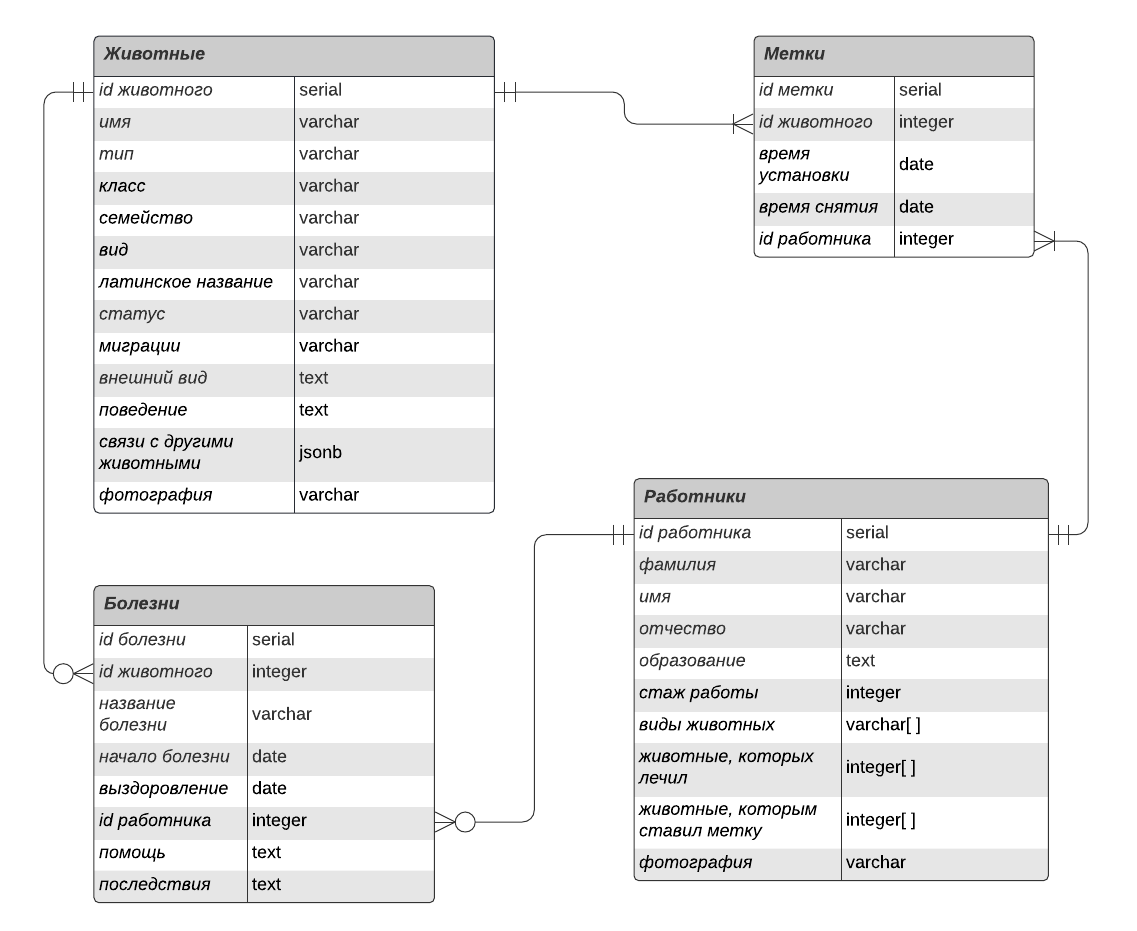 Животные
id животного serial
имя varchar
тип varchar
класс varchar
семейство varchar
вид varchar
латинское название varchar
статус varchar
миграции varchar
внешний вид text
поведение text
связи с другими
животными jsonb
фотография varchar
Метки
id метки serial
id животного integer
время
установки date
время снятия date
id работника integer
Болезни
id болезни serial
id животного integer
название
болезни varchar
начало болезни date
выздоровление date
id работника integer
помощь text
последствия text
Работники
id работника serial
фамилия varchar
имя varchar
отчество varchar
образование text
стаж работы integer
виды животных varchar[ ]
животные, которых
лечил integer[ ]
животные, которым
ставил метку integer[ ]
фотография varchar